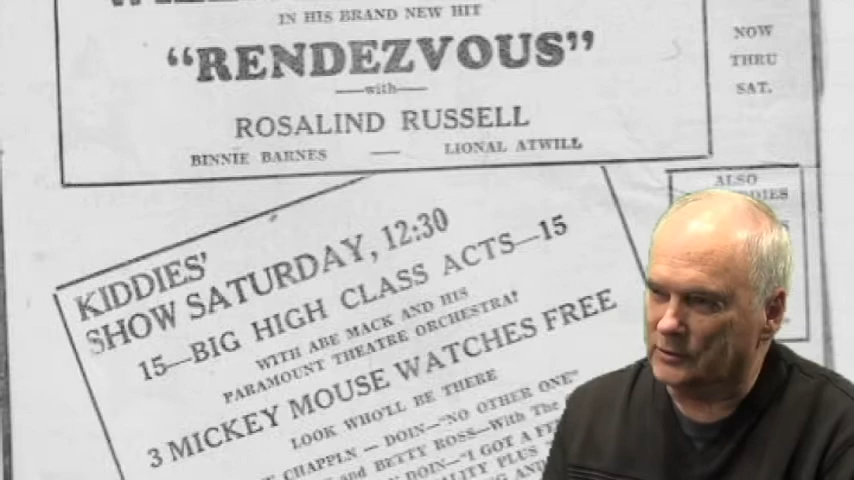 IN HIS BRAND NEW HIT
"RENDEZVOUS"
—with—
ROSALIND RUSSELL
BINNIE BARNES — LIONAL ATWILL
NOW
THRU
SAT.
ALSO
KIDDIES'
SHOW SATURDAY, 12:30
15—BIG HIGH CLASS ACTS—15
WITH ABE MACK AND HIS
PARAMOUNT THEATRE ORCHESTRA!
3 MICKEY MOUSE WATCHES FREE
LOOK WHO'LL BE THERE
CHAPPLN — DOIN—"NO OTHER ONE"
and BETTY ROSS—With The
DOIN—"I GOT A
PLUS
AND